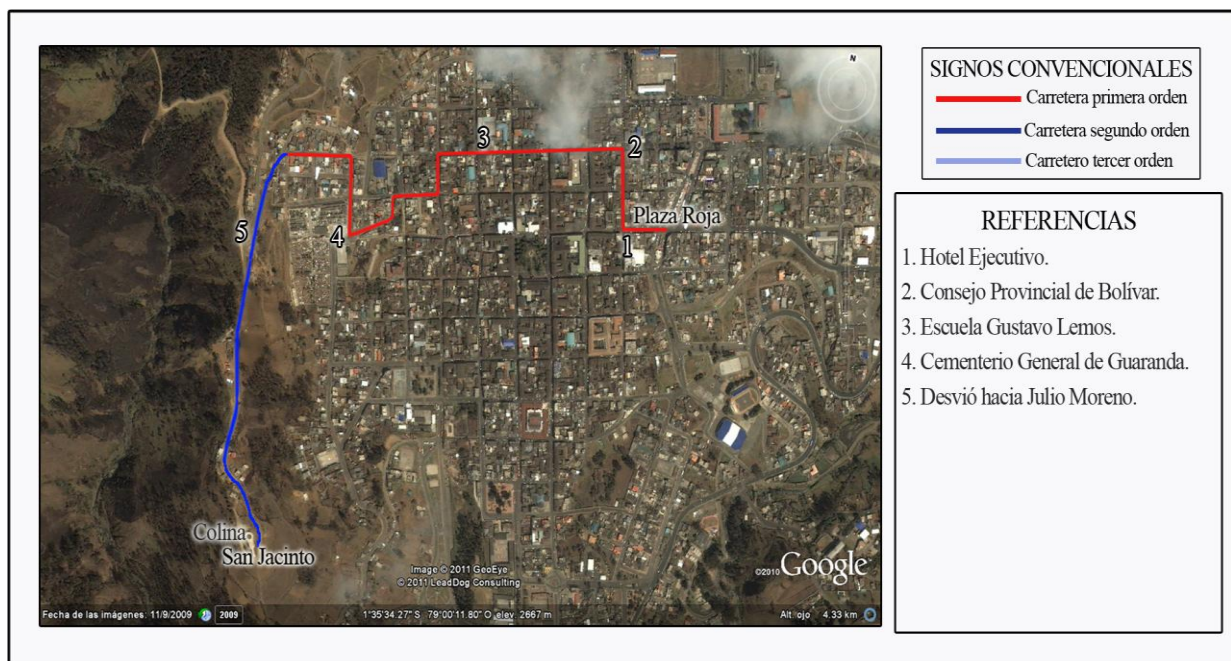 N
3
2
Plaza Roja
5
4
1
Colina
San Jacinto
Image © 2011 GeoEye
© 2011 LeadDog Consulting
©2010 Google
Fecha de las imágenes: 11/9/2009 2009 1°35'34.27" S 79°00'11.80" O elev. 2667 m Alt. ojo 4.33 km
SIGNOS CONVENCIONALES
Carretera primera orden
Carretera segundo orden
Carretero tercer orden
REFERENCIAS
1. Hotel Ejecutivo.
2. Consejo Provincial de Bolívar.
3. Escuela Gustavo Lemos.
4. Cementerio General de Guaranda.
5. Desvió hacia Julio Moreno.